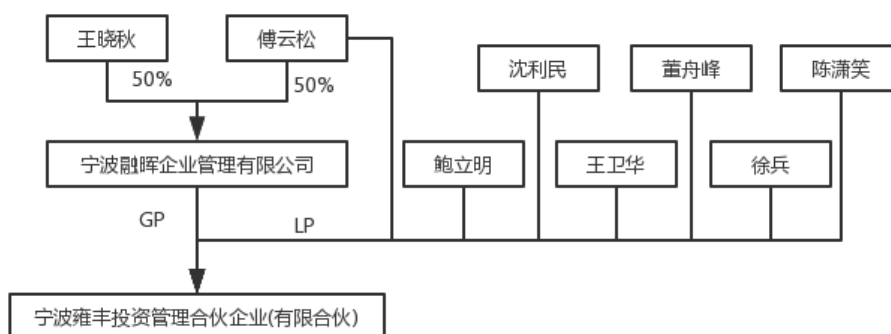 王晓秋
傅云松
沈利民
董舟峰
陈潇笑
50%
50%
宁波融晖企业管理有限公司
鲍立明
王卫华
徐兵
GP
LP
宁波雍丰投资管理合伙企业(有限合伙)